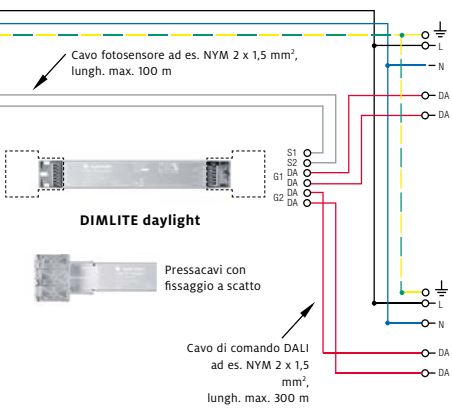 L
Cavo fotosensore ad es. NYM 2 x 1,5 mm²,
lungh. max. 100 m
N
DA
DA
S1
S2
G1 DA
DA
G2 DA
DA
DIMLITE daylight
Pressacavi con
fissaggio a scatto
L
N
Cavo di comando DALI
ad es. NYM 2 x 1,5
mm²,
lungh. max. 300 m
DA
DA